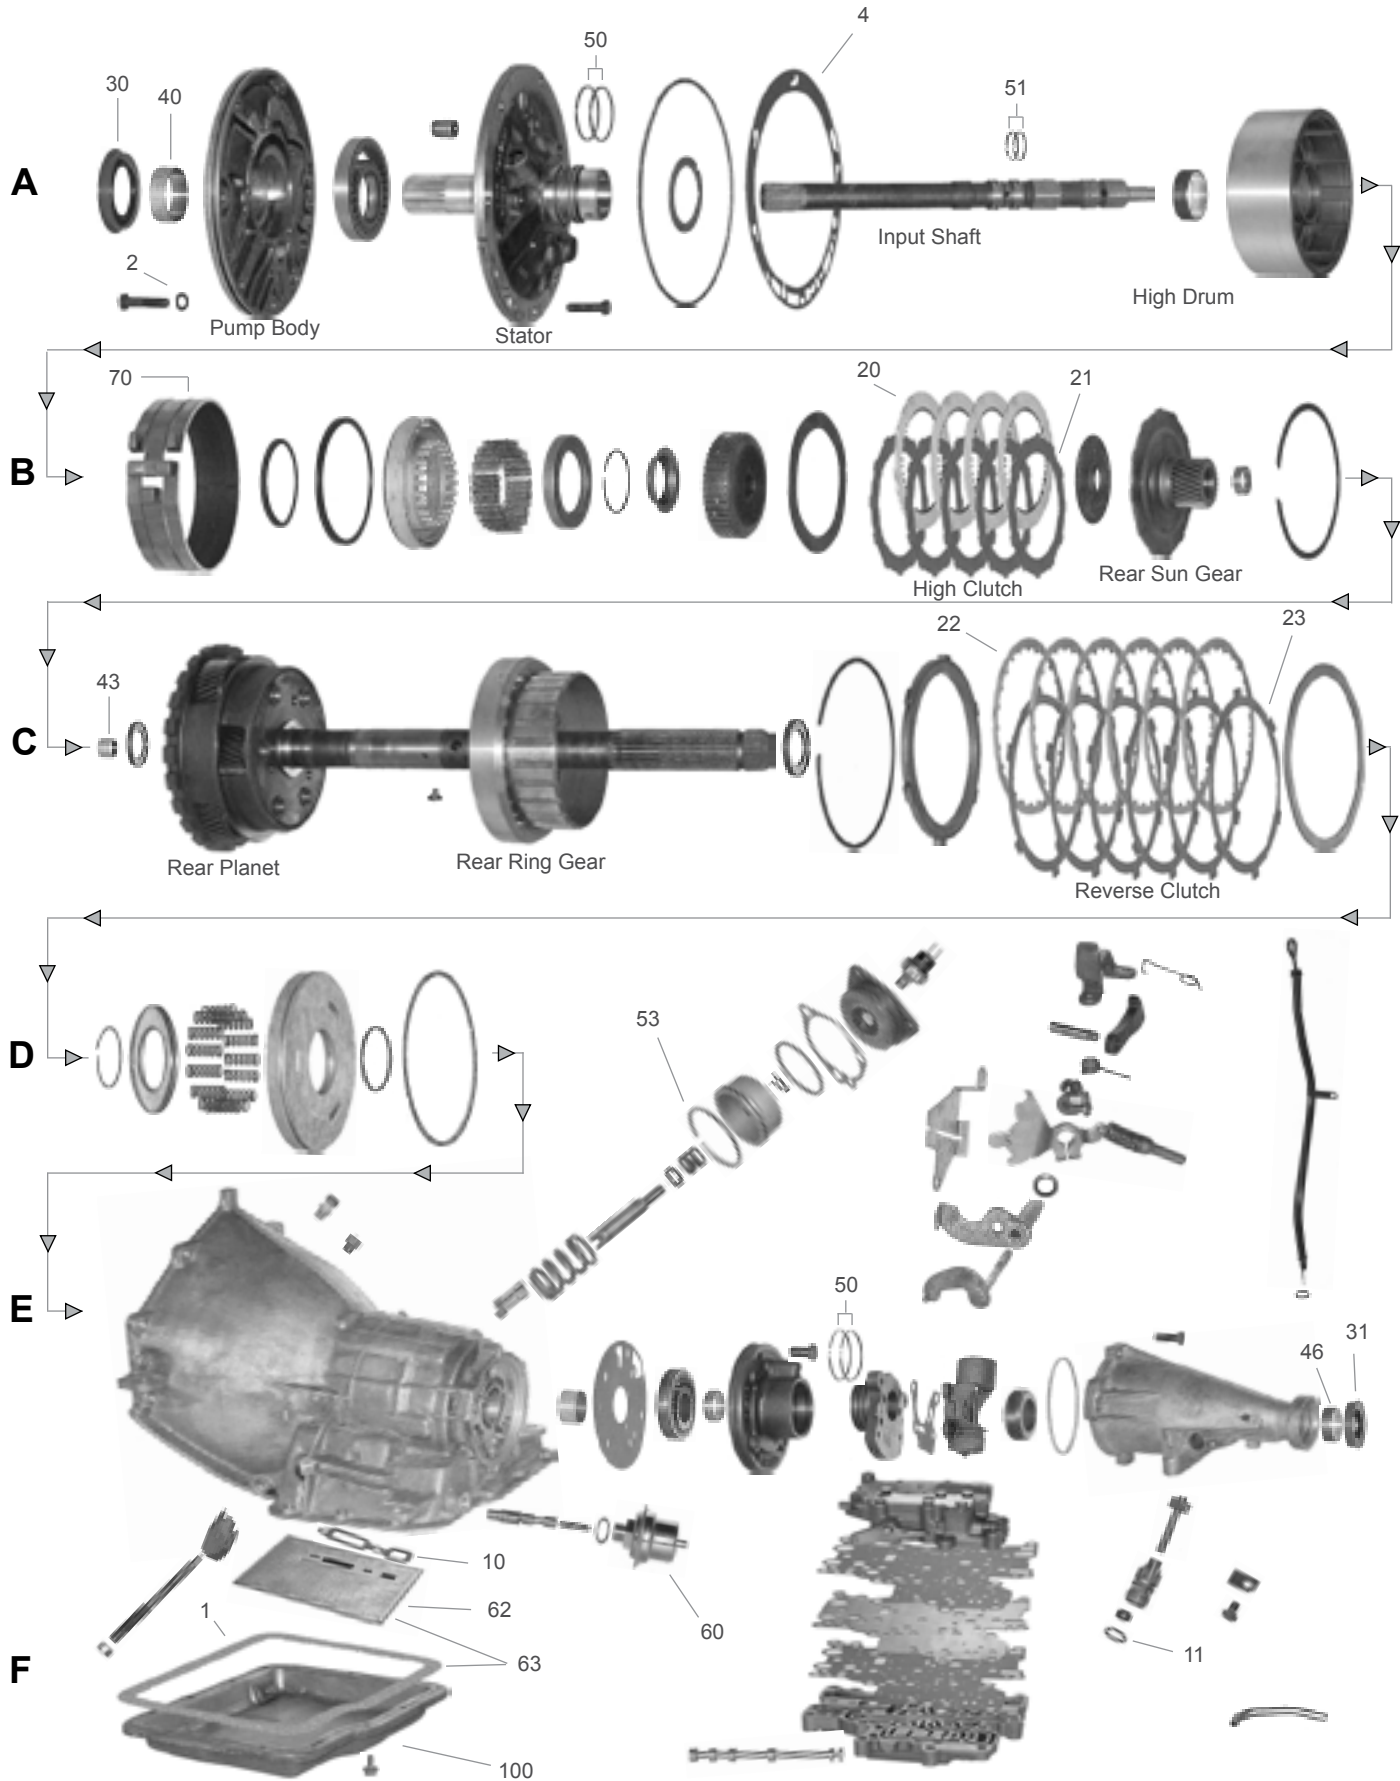 4
50
30
40
51
A
Input Shaft
2
High Drum
Pump Body
Stator
70
20
21
B
Rear Sun Gear
High Clutch
22
23
43
C
Rear Planet
Rear Ring Gear
Reverse Clutch
53
D
50
E
31
46
10
62
1
60
11
63
F
100